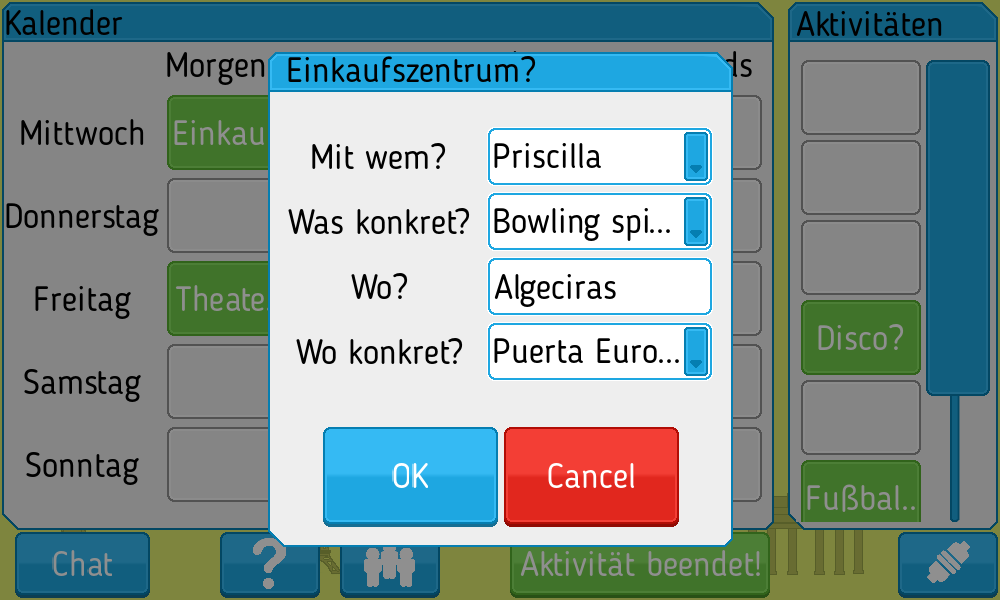 Kalender
Aktivitäten
Morgen
ds
Einkaufszentrum?
Mittwoch
Einkau
Mit wem?
Priscilla
Donnerstag
Was konkret?
Bowling spi...
Freitag
Theate.
Wo?
Algeciras
Disco?
Samstag
Wo konkret?
Puerta Euro...
Sonntag
OK
Cancel
Fußbal..
Chat
?
Aktivität beendet!